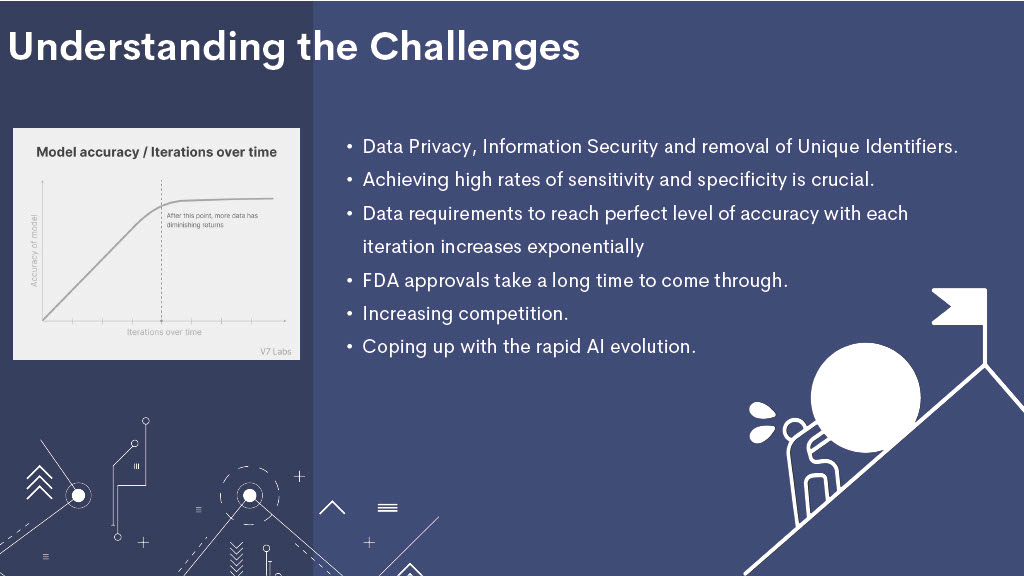 Understanding the Challenges
Model accuracy / Iterations over time
After this point, more data has
diminishing returns
Accuracy of model
Iterations over time
V7 Labs
• Data Privacy, Information Security and removal of Unique Identifiers.
• Achieving high rates of sensitivity and specificity is crucial.
• Data requirements to reach perfect level of accuracy with each
iteration increases exponentially
• FDA approvals take a long time to come through.
• Increasing competition.
• Coping up with the rapid AI evolution.